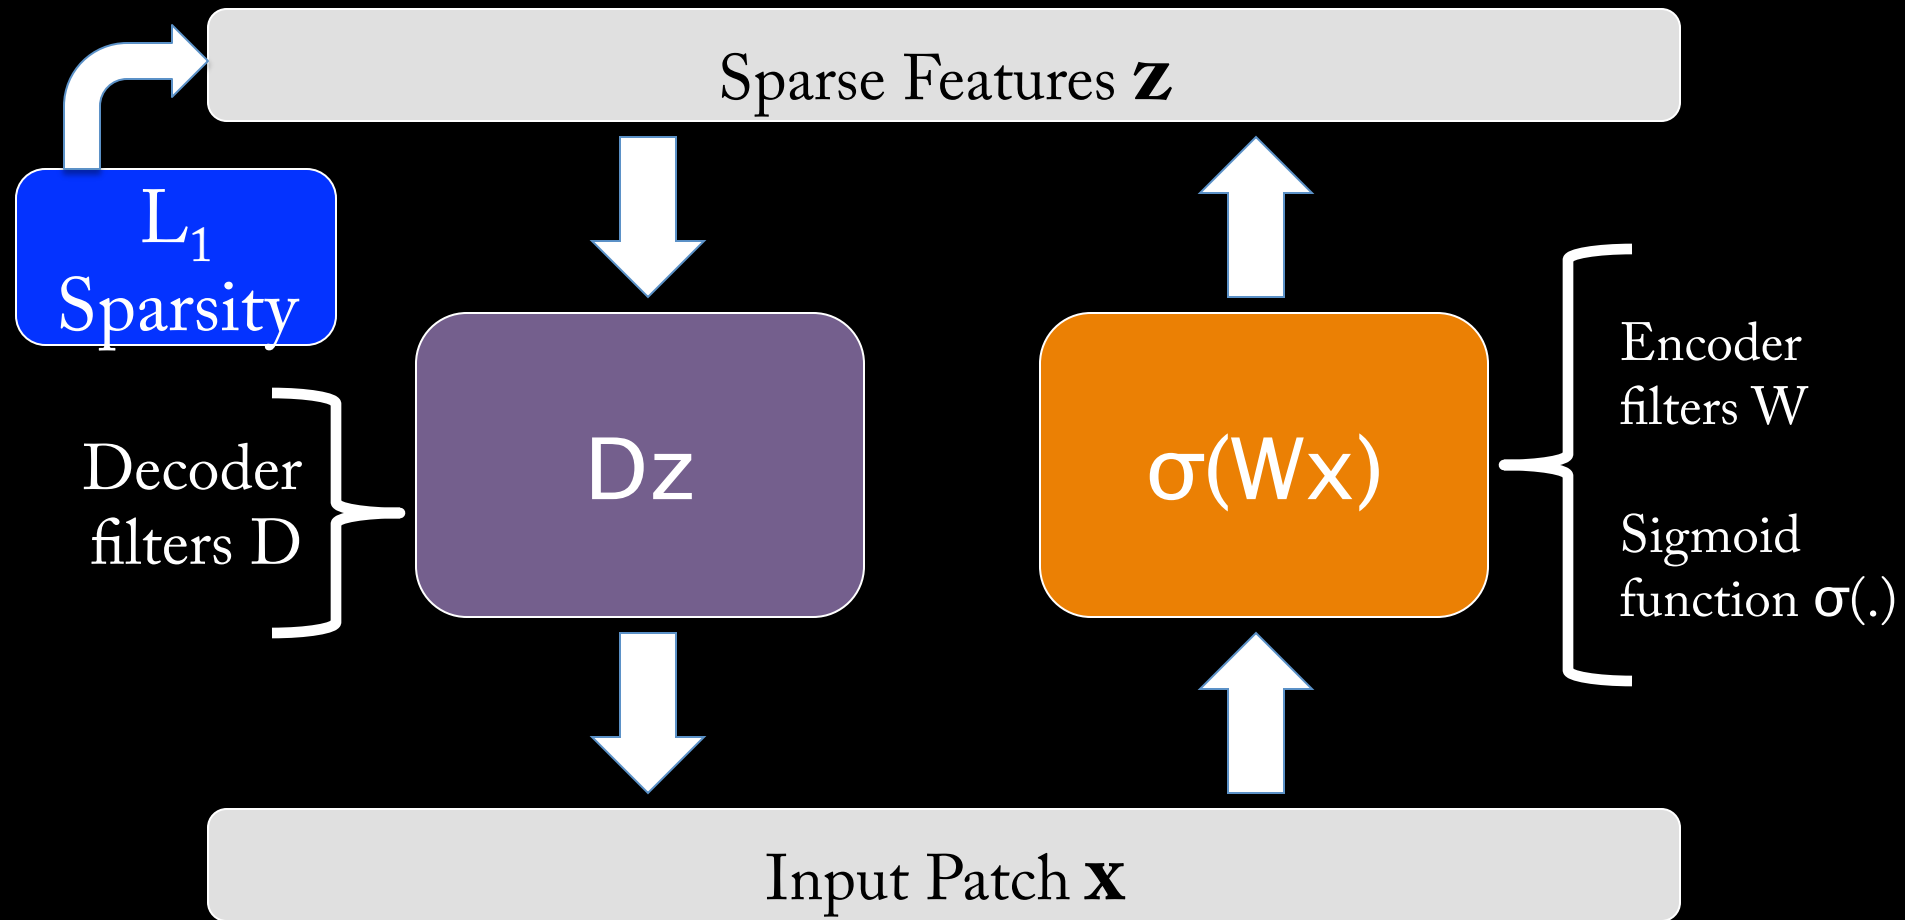 Sparse Features z
L₁
Sparsity
Decoder
filters D
Dz
σ(Wx)
Encoder
filters W
Sigmoid
function σ(.)
Input Patch x